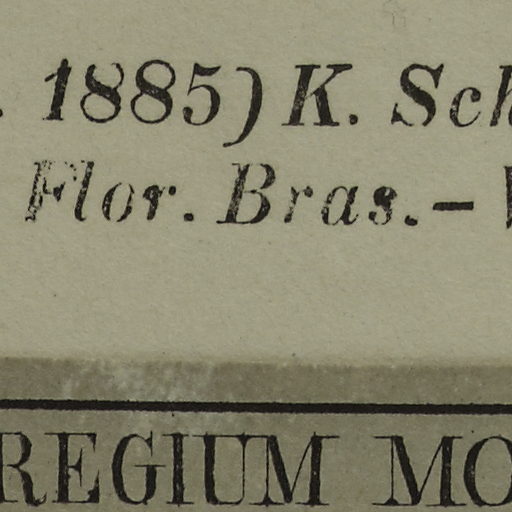 . 1885) K. Sch
Flor. Bras.–
REGIUM MO